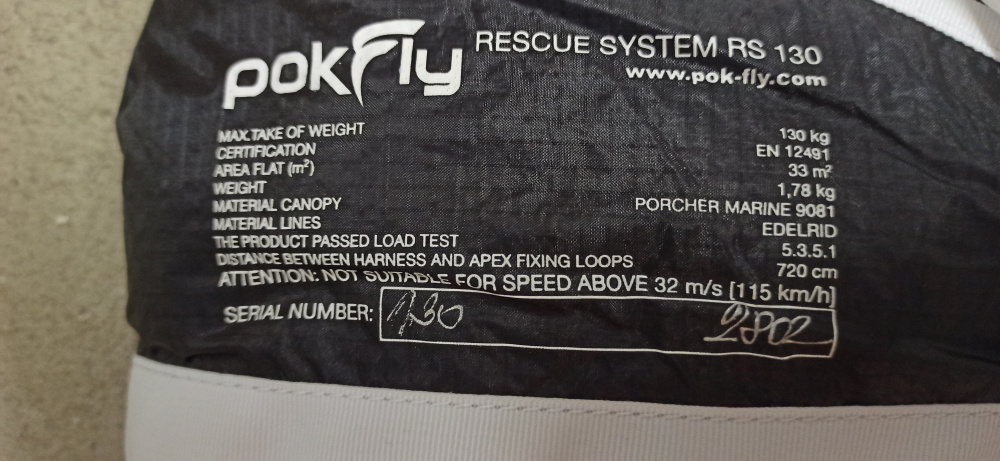 pokFly RESCUE SYSTEM RS 130
www.pok-fly.com
MAX.TAKE OF WEIGHT 130 kg
CERTIFICATION EN 12491
AREA FLAT (m²) 33 m²
WEIGHT 1,78 kg
MATERIAL CANOPY PORCHER MARINE 9081
MATERIAL LINES EDELRID
THE PRODUCT PASSED LOAD TEST 5.3.5.1
DISTANCE BETWEEN HARNESS AND APEX FIXING LOOPS 720 cm
ATTENTION: NOT SUITABLE FOR SPEED ABOVE 32 m/s [115 km/h]
SERIAL NUMBER: